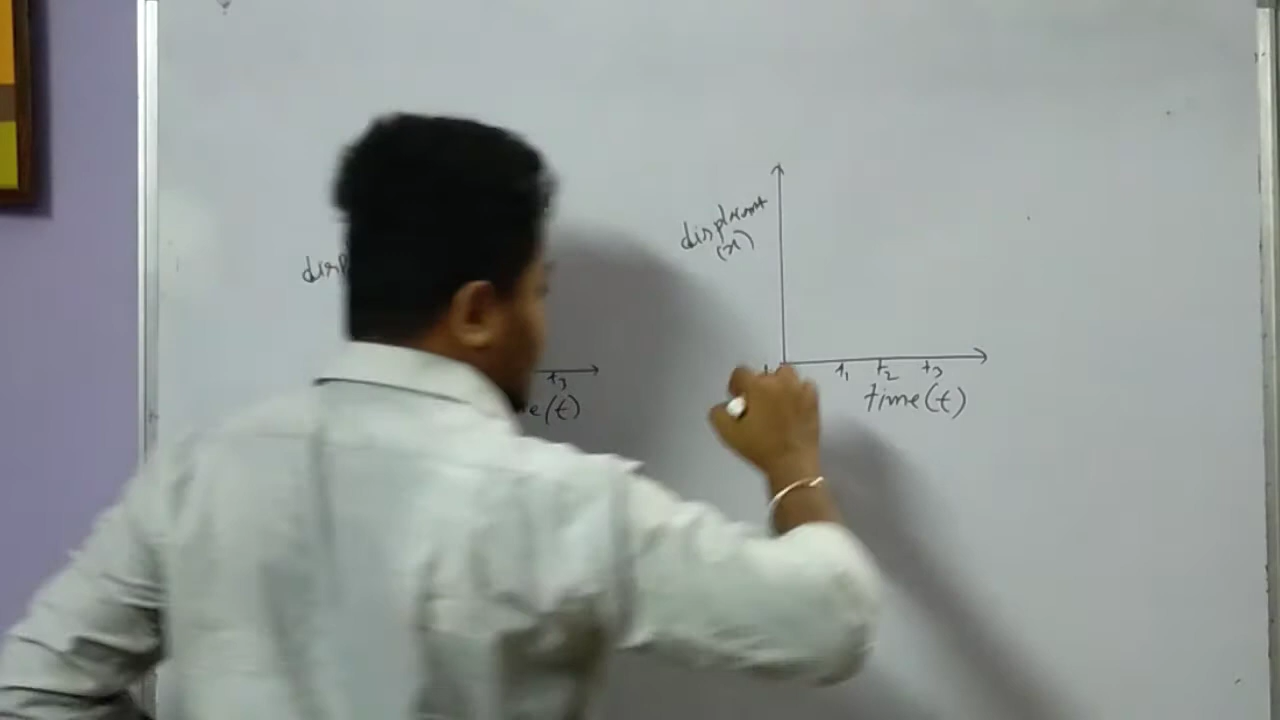 displacement
(x)
t₁ t₂ t₃
time(t)
disp
t₃
e(t)